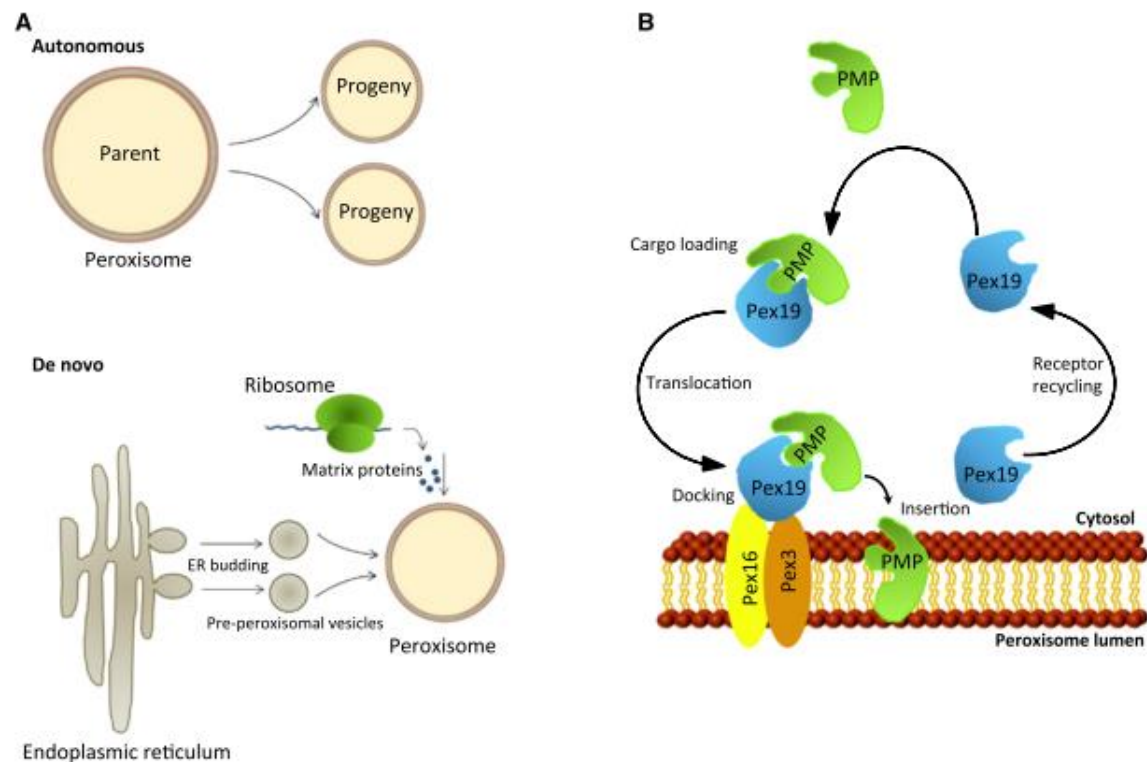 A
Autonomous
Parent
Progeny
Progeny
Peroxisome
De novo
Ribosome
Matrix proteins
ER budding
Pre-peroxisomal vesicles
Peroxisome
Endoplasmic reticulum
B
PMP
Cargo loading
PMP
Pex19
Pex19
Translocation
Receptor
recycling
PMP
Docking
Pex19
Pex19
Insertion
Cytosol
Pex16
Pex3
PMP
Peroxisome lumen